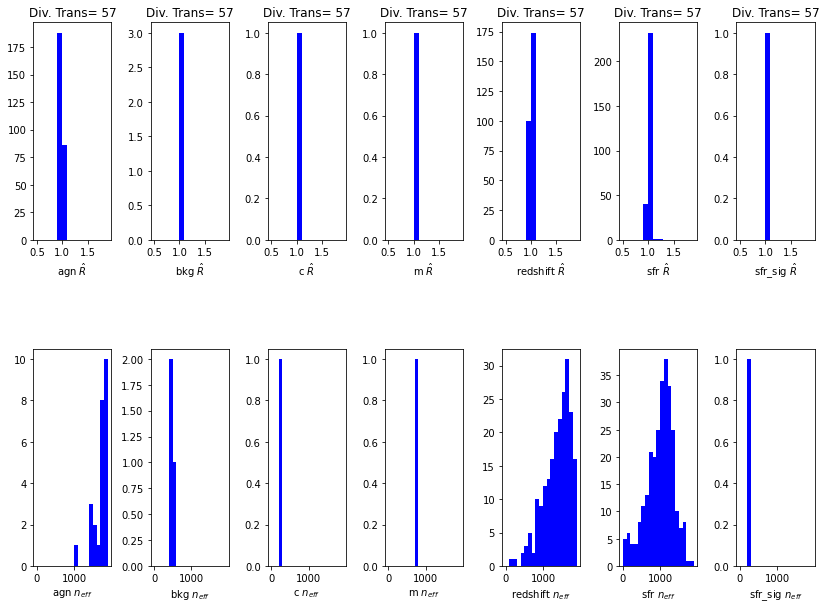 Div. Trans= 57 Div. Trans= 57 Div. Trans= 57 Div. Trans= 57 Div. Trans= 57 Div. Trans= 57 Div. Trans= 57
175 150 125 100 75 50 25 0
0.5 1.0 1.5
agn R̂
3.0 2.5 2.0 1.5 1.0 0.5 0.0
0.5 1.0 1.5
bkg R̂
1.0 0.8 0.6 0.4 0.2 0.0
0.5 1.0 1.5
c R̂
1.0 0.8 0.6 0.4 0.2 0.0
0.5 1.0 1.5
m R̂
175 150 125 100 75 50 25 0
0.5 1.0 1.5
redshift R̂
200 150 100 50 0
0.5 1.0 1.5
sfr R̂
1.0 0.8 0.6 0.4 0.2 0.0
0.5 1.0 1.5
sfr_sig R̂
10 8 6 4 2 0
0 1000
agn n_eff
2.00 1.75 1.50 1.25 1.00 0.75 0.50 0.25 0.00
0 1000
bkg n_eff
1.0 0.8 0.6 0.4 0.2 0.0
0 1000
c n_eff
1.0 0.8 0.6 0.4 0.2 0.0
0 1000
m n_eff
30 25 20 15 10 5 0
0 1000
redshift n_eff
35 30 25 20 15 10 5 0
0 1000
sfr n_eff
1.0 0.8 0.6 0.4 0.2 0.0
0 1000
sfr_sig n_eff